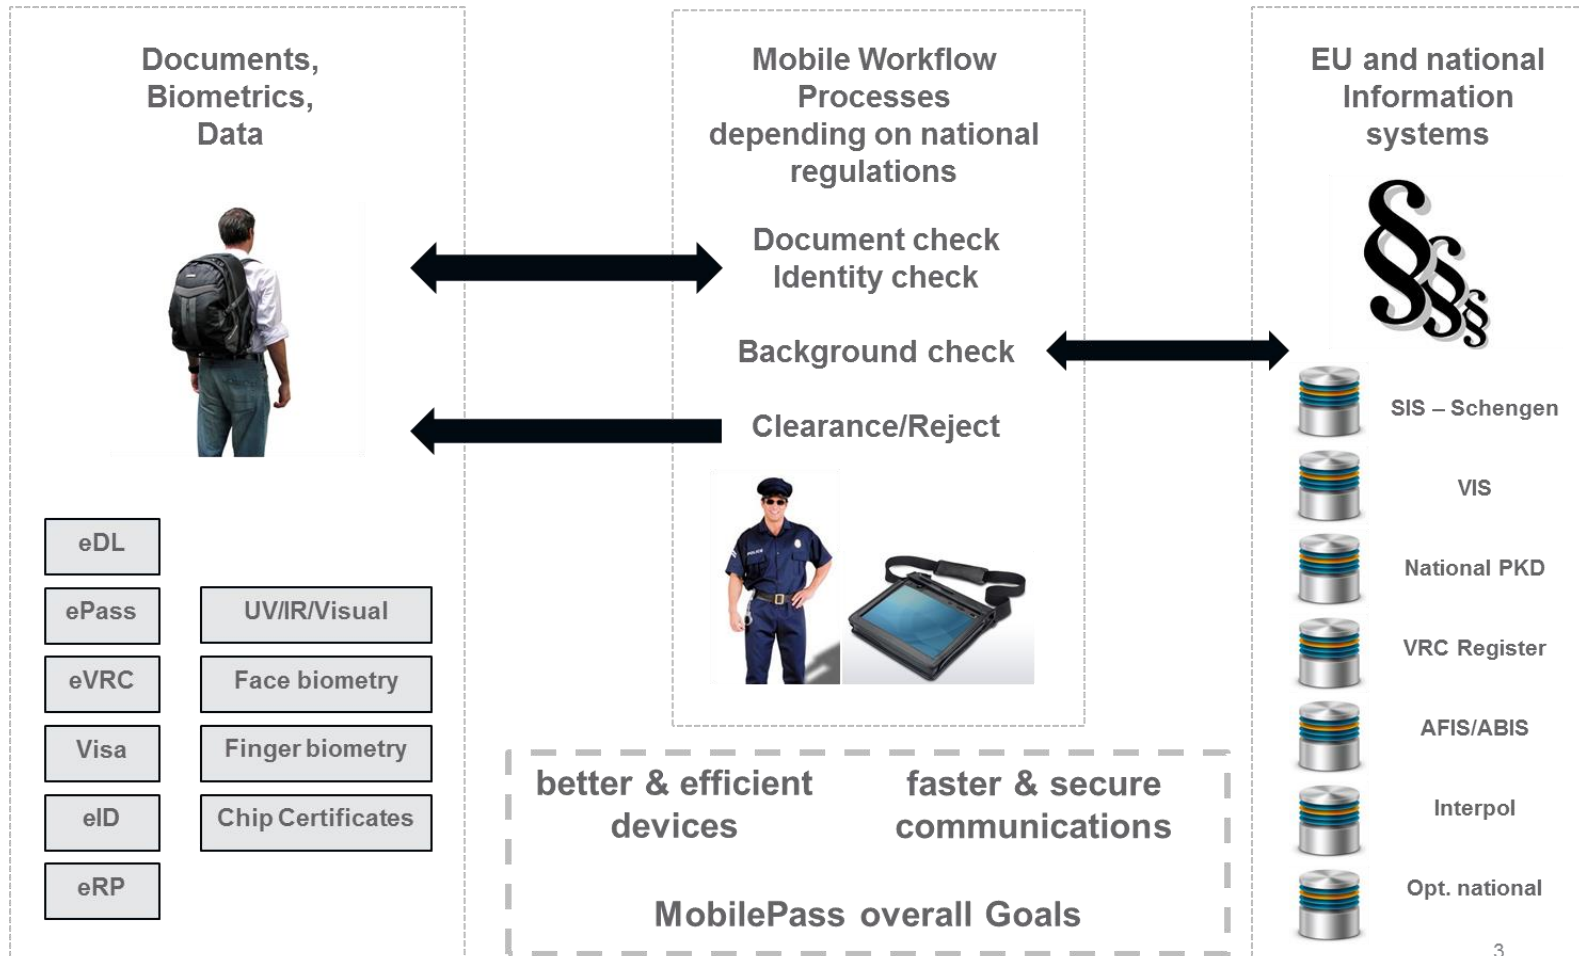 Documents,
Biometrics,
Data
eDL
ePass
eVRC
Visa
eID
eRP
UV/IR/Visual
Face biometry
Finger biometry
Chip Certificates
Mobile Workflow
Processes
depending on national
regulations
Document check
Identity check
Background check
Clearance/Reject
POLICE
better & efficient
devices
faster & secure
communications
MobilePass overall Goals
EU and national
Information
systems
§
§
§
§
SIS – Schengen
VIS
National PKD
VRC Register
AFIS/ABIS
Interpol
Opt. national
3